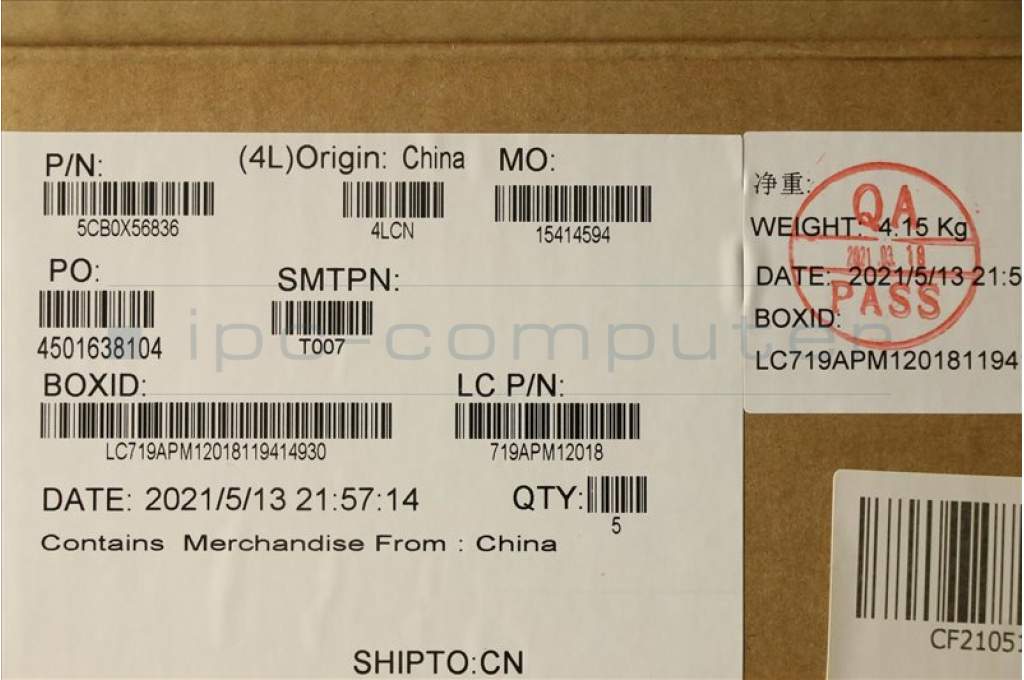 P/N:
5CB0X56836
(4L)Origin: China
4LCN
MO:
15414594
PO:
4501638104
SMTPN:
T007
BOXID:
LC719APM12018119414930
LC P/N:
719APM12018
DATE: 2021/5/13 21:57:14
QTY:
5
Contains Merchandise From : China
SHIPTO:CN
净重:
WEIGHT: 4.15 Kg
DATE: 2021/5/13 21:5
BOXID:
LC719APM120181194
QA
PASS
CF21051
ipc-computer